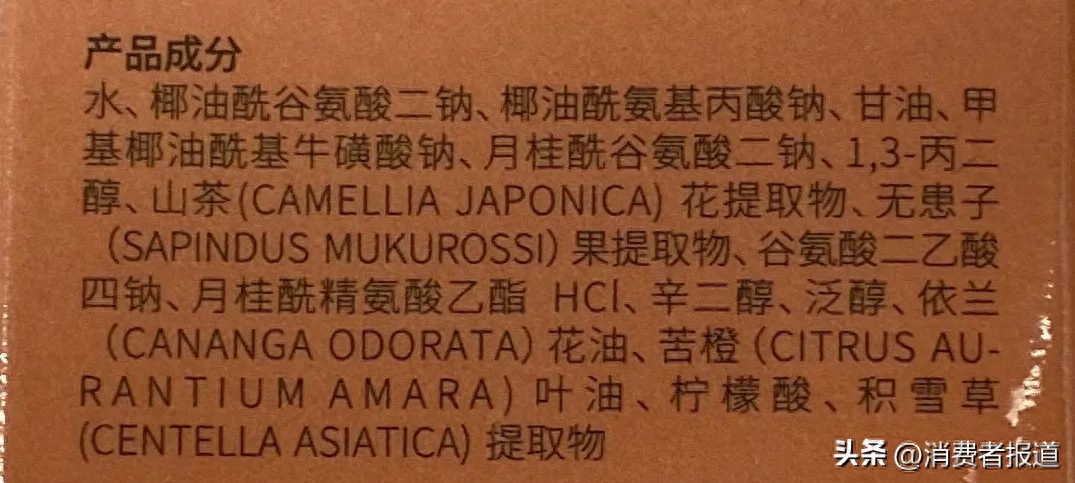 产品成分
水、椰油酰谷氨酸二钠、椰油酰氨基丙酸钠、甘油、甲
基椰油酰基牛磺酸钠、月桂酰谷氨酸二钠、1,3-丙二
醇、山茶(CAMELLIA JAPONICA) 花提取物、无患子
（SAPINDUS MUKUROSSI）果提取物、谷氨酸二乙酸
四钠、月桂酰精氨酸乙酯 HCl、辛二醇、泛醇、依兰
（CANANGA ODORATA）花油、苦橙（CITRUS AU-
RANTIUM AMARA）叶油、柠檬酸、积雪草
(CENTELLA ASIATICA) 提取物
头条 @消费者报道